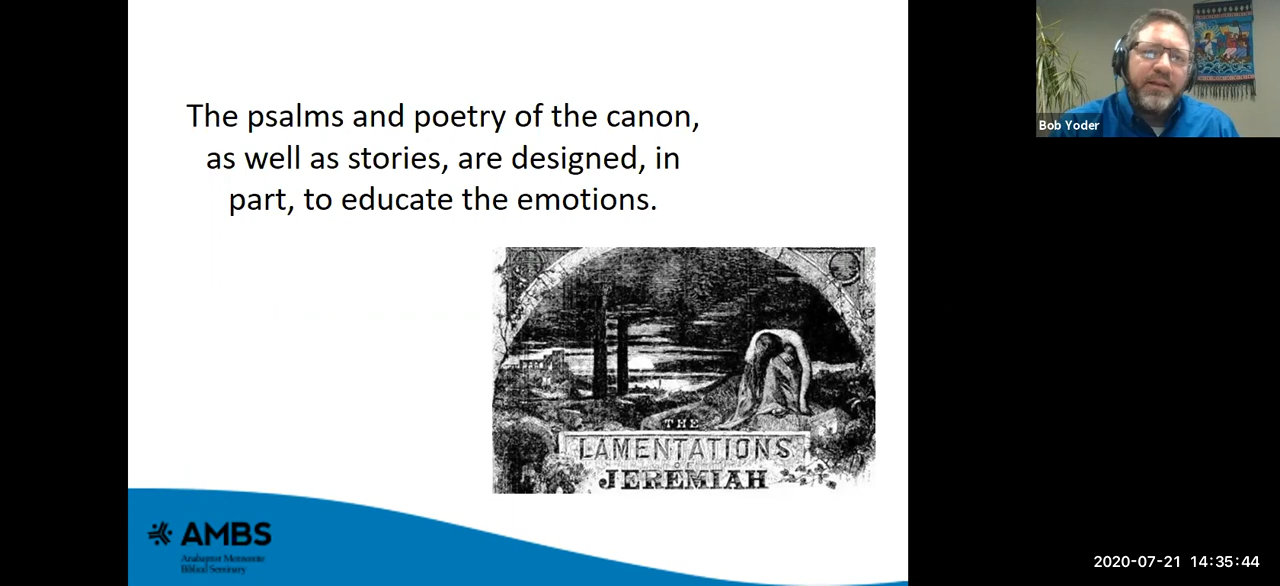 The psalms and poetry of the canon,
as well as stories, are designed, in
part, to educate the emotions.
THE
LAMENTATIONS
OF
JEREMIAH
AMBS
Anabaptist Mennonite
Biblical Seminary
Bob Yoder
2020-07-21 14:35:44